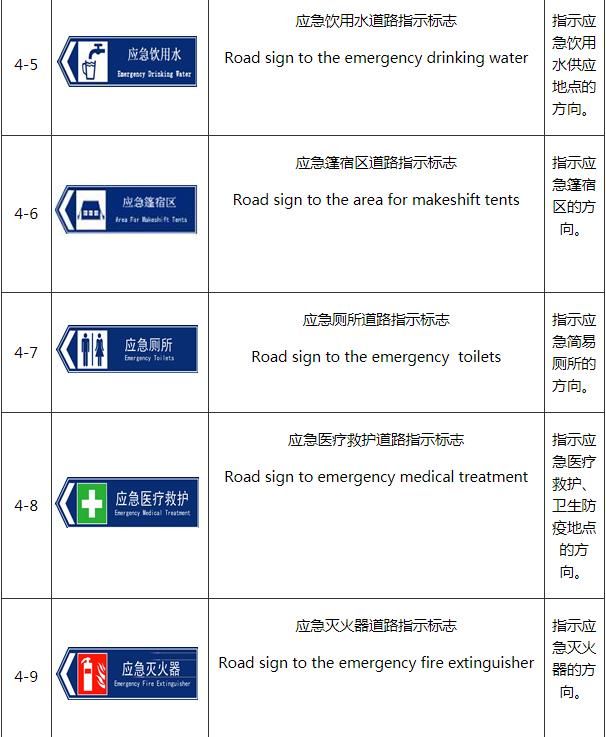 4-5
应急饮用水
Emergency Drinking Water
应急饮用水道路指示标志
Road sign to the emergency drinking water
指示应
急饮用
水供应
地点的
方向。
4-6
应急篷宿区
Area For Makeshift Tents
应急篷宿区道路指示标志
Road sign to the area for makeshift tents
指示应
急篷宿
区的方
向。
4-7
应急厕所
Emergency Toilets
应急厕所道路指示标志
Road sign to the emergency toilets
指示应
急简易
厕所的
方向。
4-8
应急医疗救护
Emergency Medical Treatment
应急医疗救护道路指示标志
Road sign to emergency medical treatment
指示应
急医疗
救护、
卫生防
疫地点
的方
向。
4-9
应急灭火器
Emergency Fire Extinguisher
应急灭火器道路指示标志
Road sign to the emergency fire extinguisher
指示应
急灭火
器的方
向。